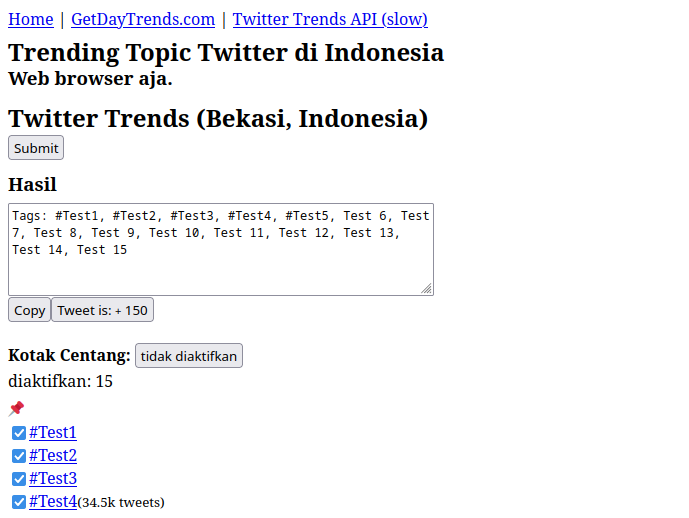 Home | GetDayTrends.com | Twitter Trends API (slow)
Trending Topic Twitter di Indonesia
Web browser aja.
Twitter Trends (Bekasi, Indonesia)
Submit
Hasil
Tags: #Test1, #Test2, #Test3, #Test4, #Test5, Test 6, Test
7, Test 8, Test 9, Test 10, Test 11, Test 12, Test 13,
Test 14, Test 15
Copy Tweet is: + 150
Kotak Centang: tidak diaktifkan
diaktifkan: 15
#Test1
#Test2
#Test3
#Test4(34.5k tweets)